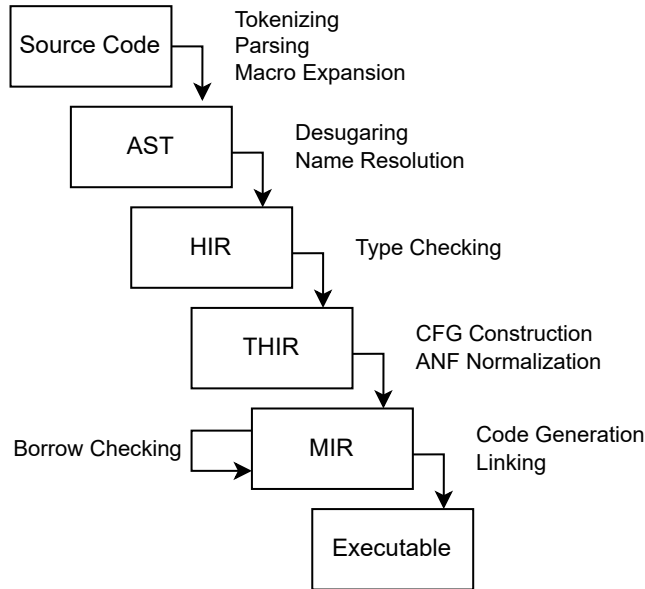 Source Code
Tokenizing
Parsing
Macro Expansion
AST
Desugaring
Name Resolution
HIR
Type Checking
THIR
CFG Construction
ANF Normalization
Borrow Checking
MIR
Code Generation
Linking
Executable